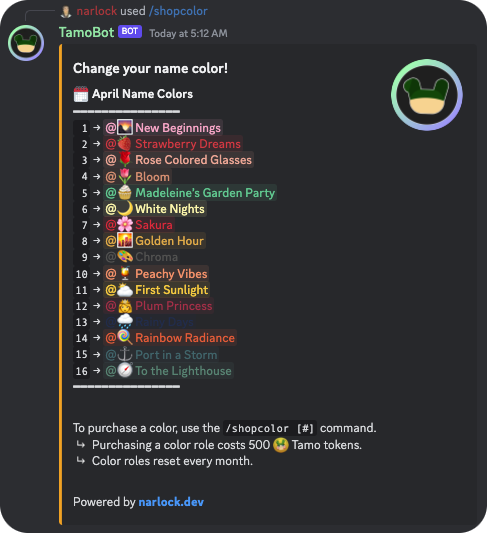 narlock used /shopcolor
TamoBot BOT Today at 5:12 AM
Change your name color!
April Name Colors
1 → @ New Beginnings
2 → @ Strawberry Dreams
3 → @ Rose Colored Glasses
4 → @ Bloom
5 → @ Madeleine's Garden Party
6 → @ White Nights
7 → @ Sakura
8 → @ Golden Hour
9 → @ Chroma
10 → @ Peachy Vibes
11 → @ First Sunlight
12 → @ Plum Princess
13 → @
14 → @ Rainbow Radiance
15 → @ Port in a Storm
16 → @ To the Lighthouse
To purchase a color, use the /shopcolor [#] command.
↳ Purchasing a color role costs 500 Tamo tokens.
↳ Color roles reset every month.
Powered by narlock.dev